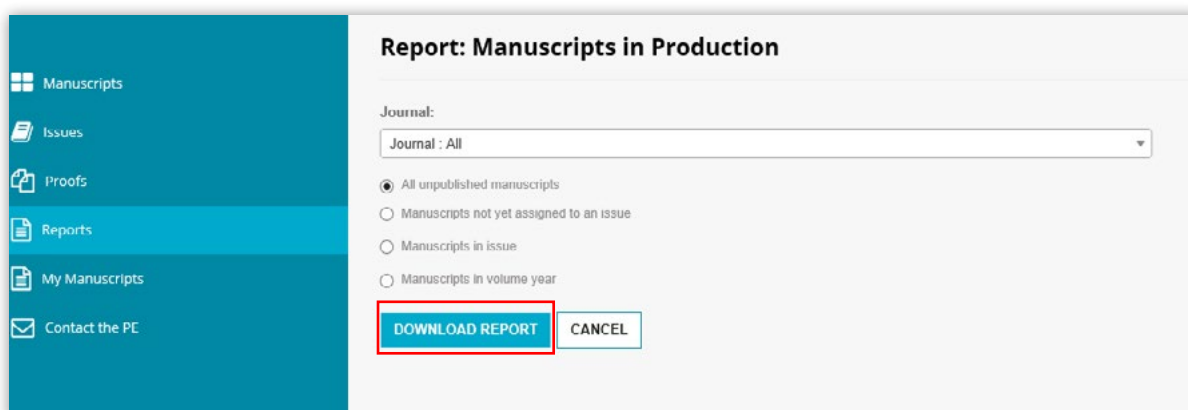 Manuscripts
Issues
Proofs
Reports
My Manuscripts
Contact the PE
Report: Manuscripts in Production
Journal:
Journal : All
All unpublished manuscripts
Manuscripts not yet assigned to an issue
Manuscripts in issue
Manuscripts in volume year
DOWNLOAD REPORT
CANCEL